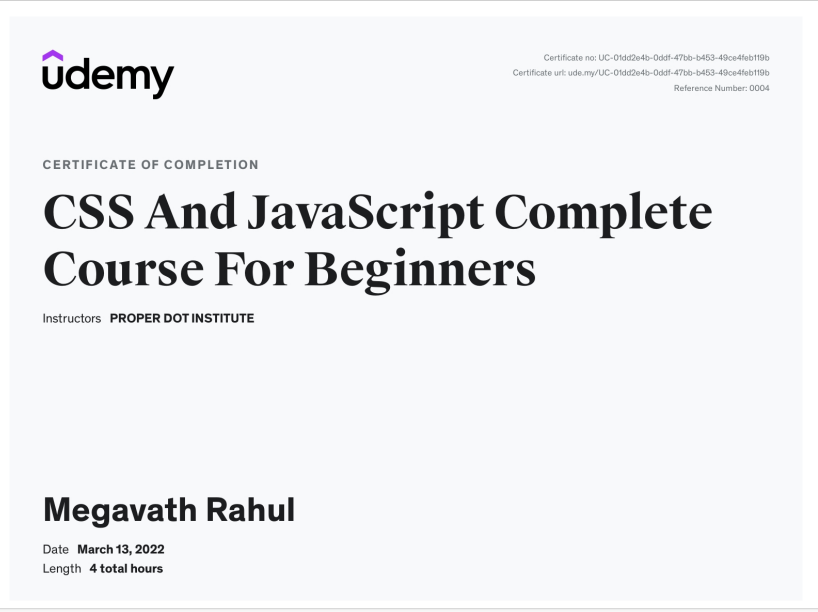 udemy
Certificate no: UC-01dd2e4b-0ddf-47bb-b453-49ce4feb119b
Certificate url: ude.my/UC-01dd2e4b-0ddf-47bb-b453-49ce4feb119b
Reference Number: 0004
CERTIFICATE OF COMPLETION
CSS And JavaScript Complete
Course For Beginners
Instructors PROPER DOT INSTITUTE
Megavath Rahul
Date March 13, 2022
Length 4 total hours